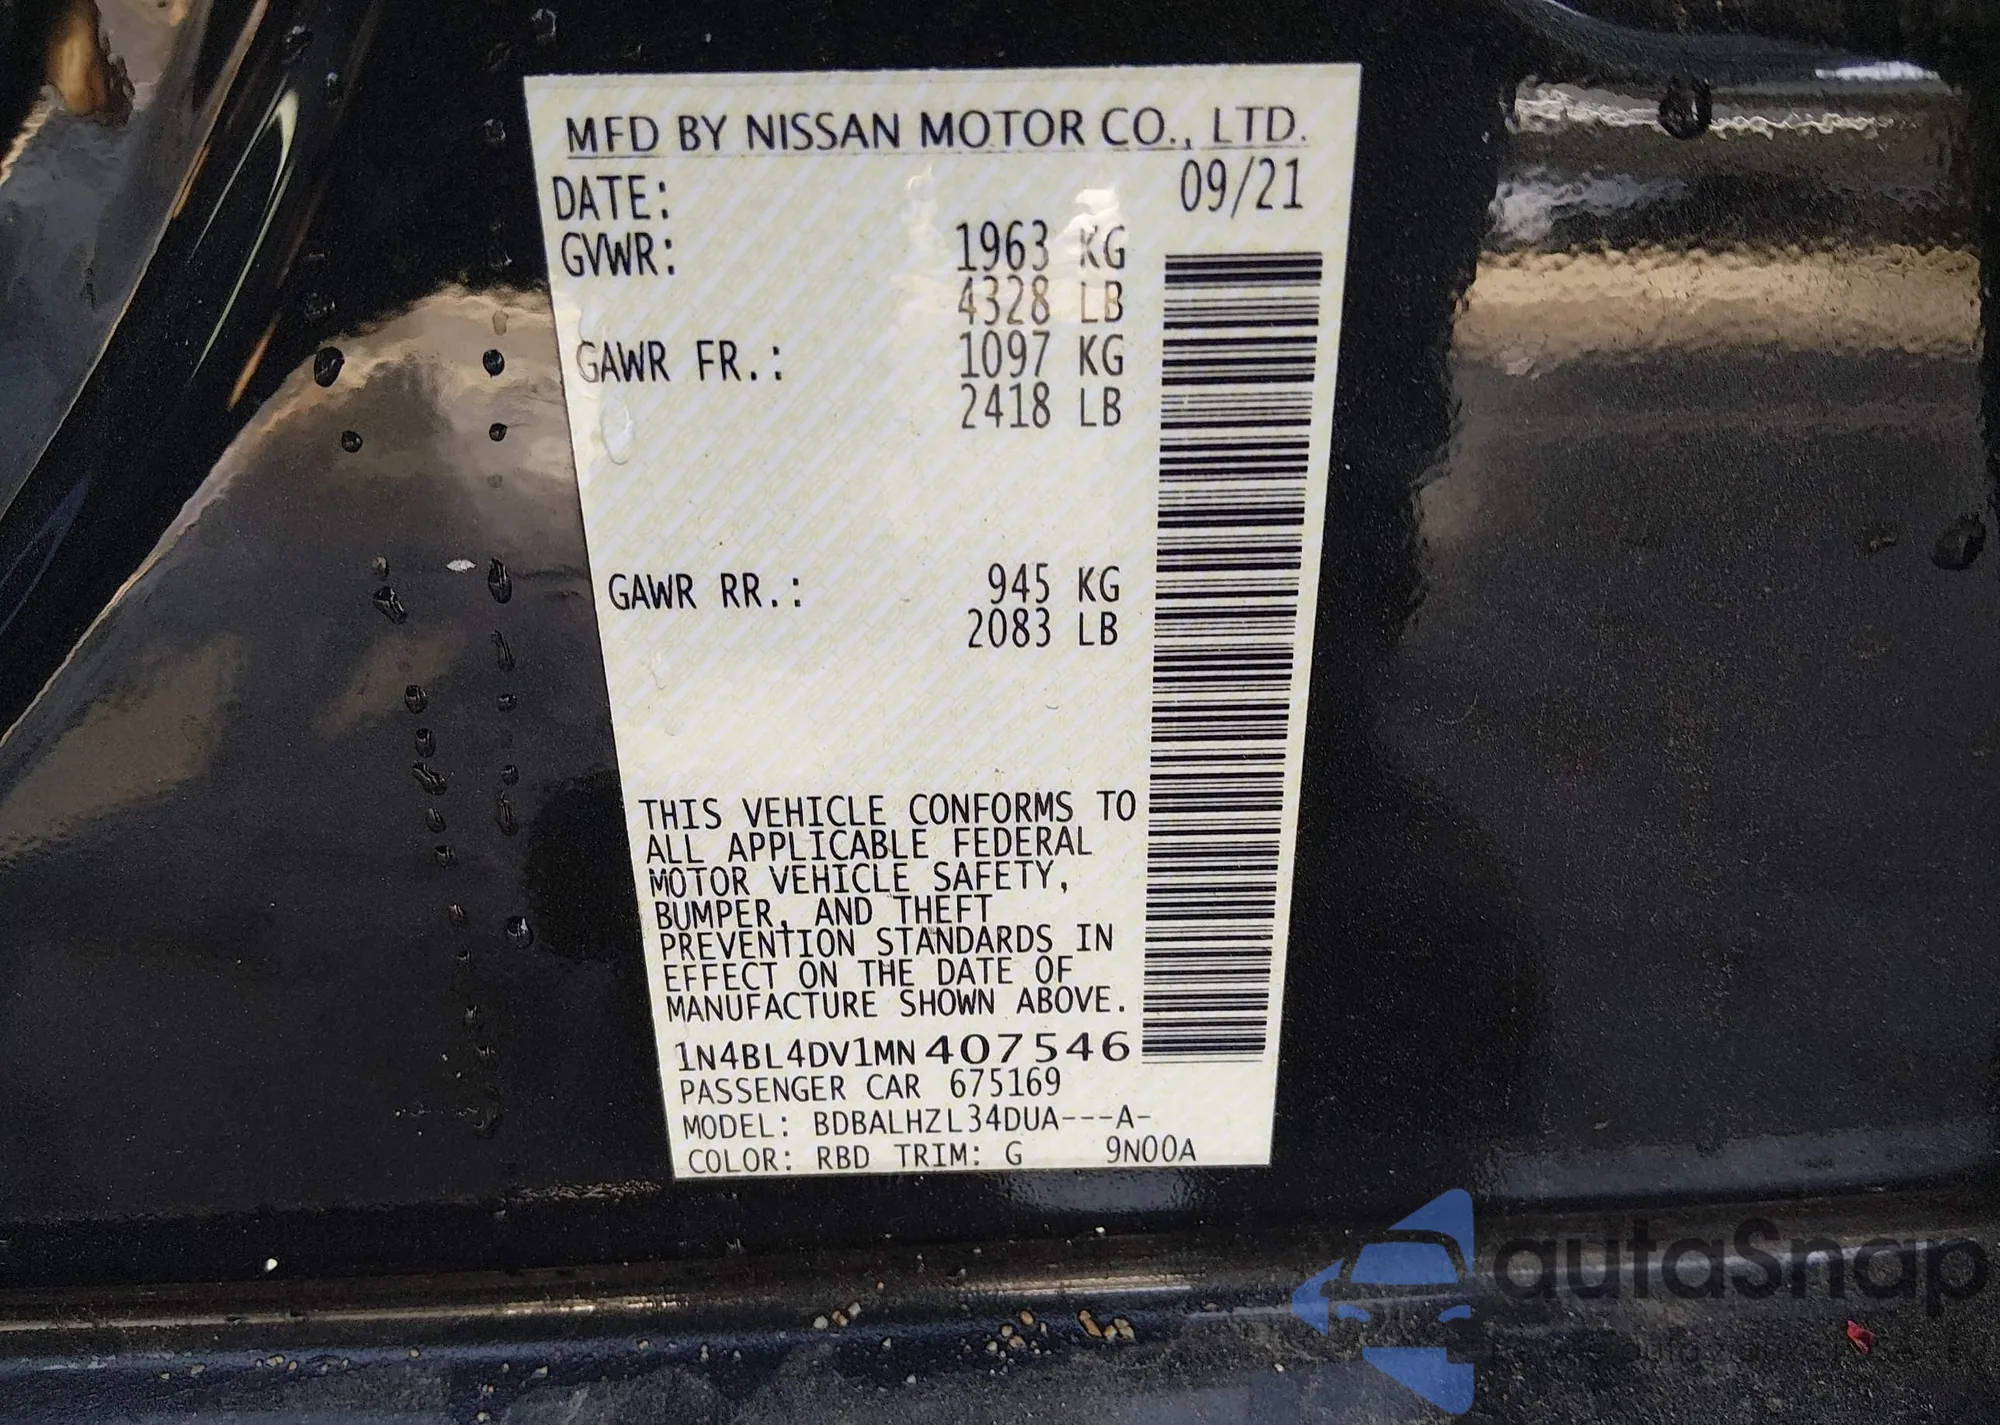 MFD BY NISSAN MOTOR CO., LTD.
DATE: 09/21
GVWR: 1963 KG
4328 LB
GAWR FR.: 1097 KG
2418 LB
GAWR RR.: 945 KG
2083 LB
THIS VEHICLE CONFORMS TO
ALL APPLICABLE FEDERAL
MOTOR VEHICLE SAFETY,
BUMPER, AND THEFT
PREVENTION STANDARDS IN
EFFECT ON THE DATE OF
MANUFACTURE SHOWN ABOVE.
1N4BL4DV1MN407546
PASSENGER CAR 675169
MODEL: BDBALHZL34DUA---A-
COLOR: RBD TRIM: G 9N00A
autaSnap